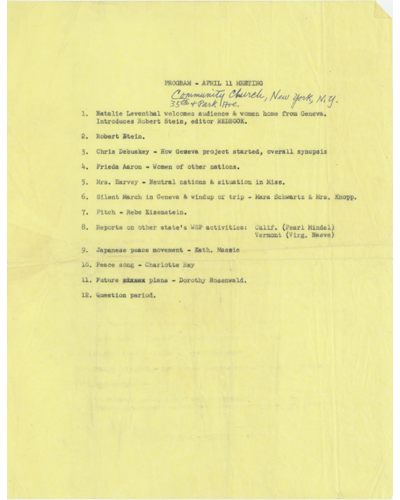 PROGRAM - APRIL 11 MEETING
Community Church, New York, N.Y.
35th & Park Ave.
1. Natalie Leventhal welcomes audience & women home from Geneva.
Introduces Robert Stein, editor REDBOOK.
2. Robert Stein.
3. Chris Debuskey - How Geneva project started, overall synopsis
4. Frieda Aaron - Women of other nations.
5. Mrs. Harvey - Neutral nations & situation in Miss.
6. Silent March in Geneva & windup of trip - Mara Schwartz & Mrs. Knopp.
7. Pitch - Bebe Eizenstein.
8. Reports on other state's WSP activities: Calif. (Pearl Mindel)
Vermont (Virg. Naeve)
9. Japanese peace movement - Kath. Massie
10. Peace song - Charlotte Hay
11. Future plans - Dorothy Rosenwald.
12. Question period.